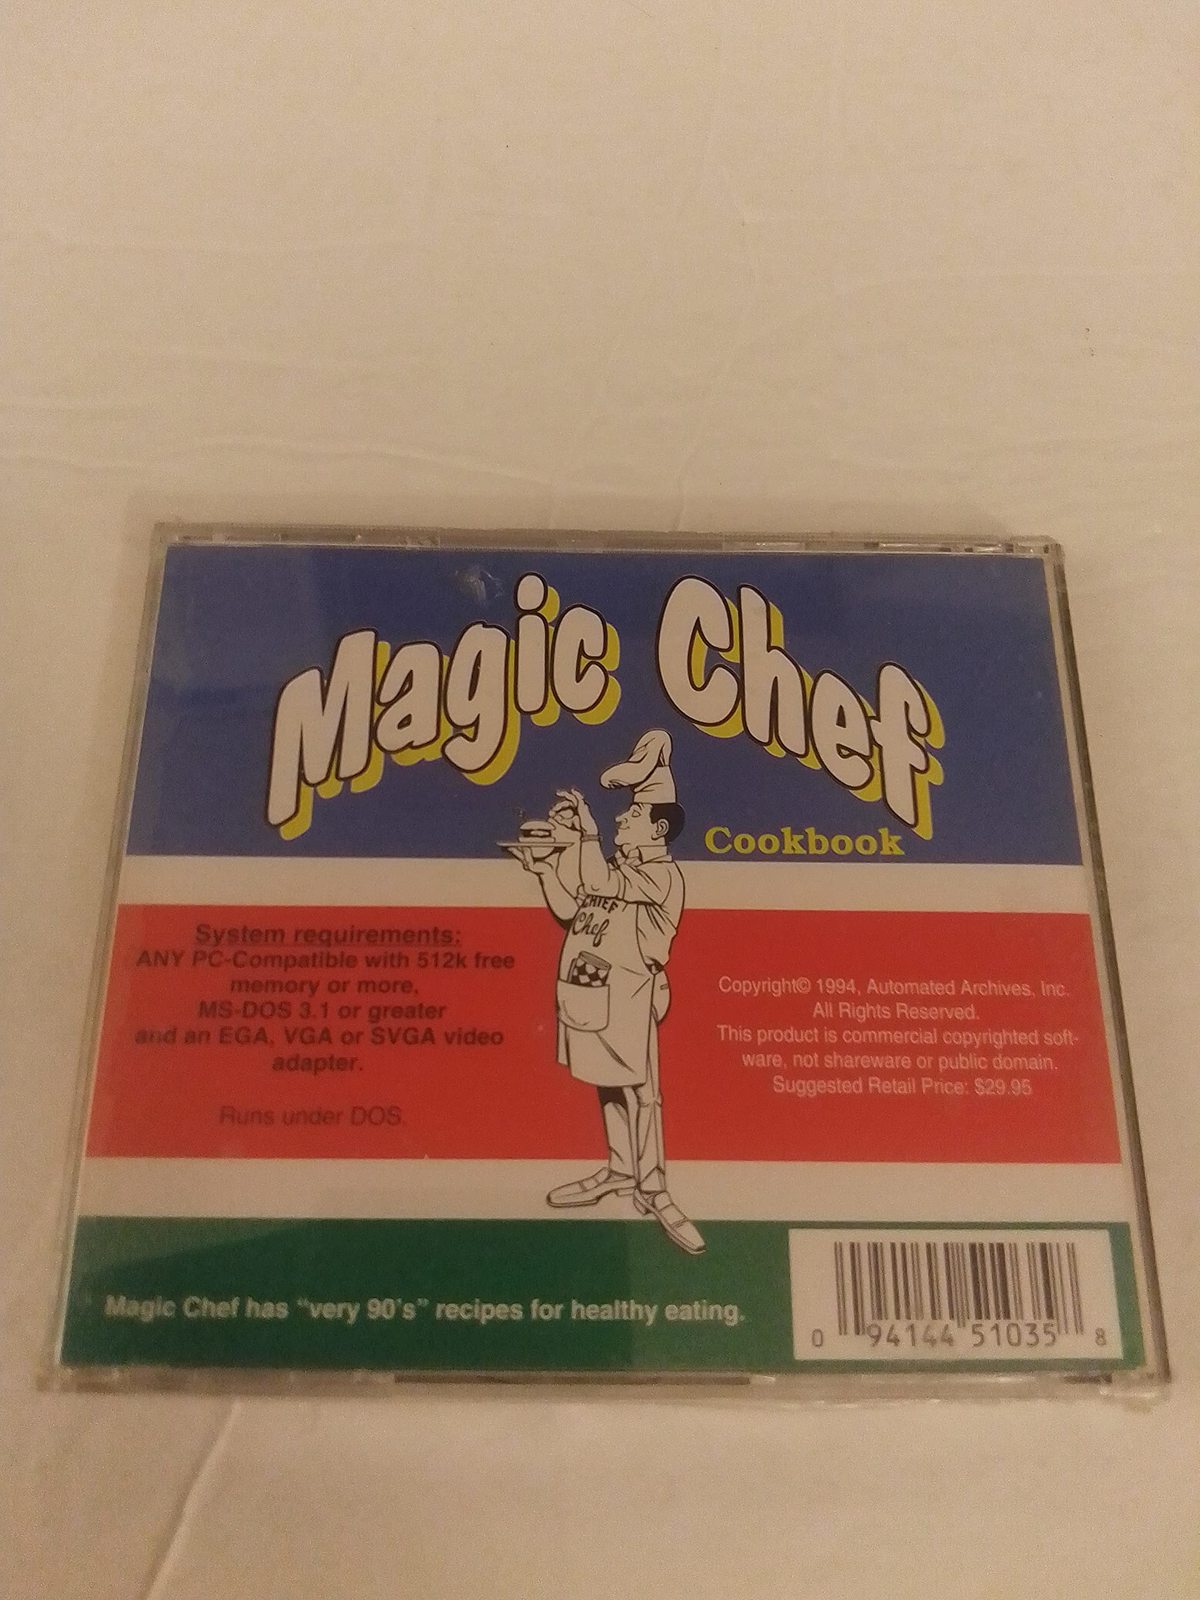 Magic Chef
Cookbook
CHIEF
Chef
System requirements:
ANY PC-Compatible with 512k free
memory or more,
MS-DOS 3.1 or greater
and an EGA, VGA or SVGA video
adapter.
Runs under DOS.
Copyright© 1994, Automated Archives, Inc.
All Rights Reserved.
This product is commercial copyrighted soft-
ware, not shareware or public domain.
Suggested Retail Price: $29.95
Magic Chef has "very 90's" recipes for healthy eating.
0 94144 51035 8